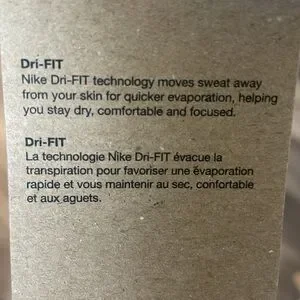 Dri-FIT
Nike Dri-FIT technology moves sweat away
from your skin for quicker evaporation, helping
you stay dry, comfortable and focused.
Dri-FIT
La technologie Nike Dri-FIT évacue la
transpiration pour favoriser une évaporation
rapide et vous maintenir au sec, confortable
et aux aguets.